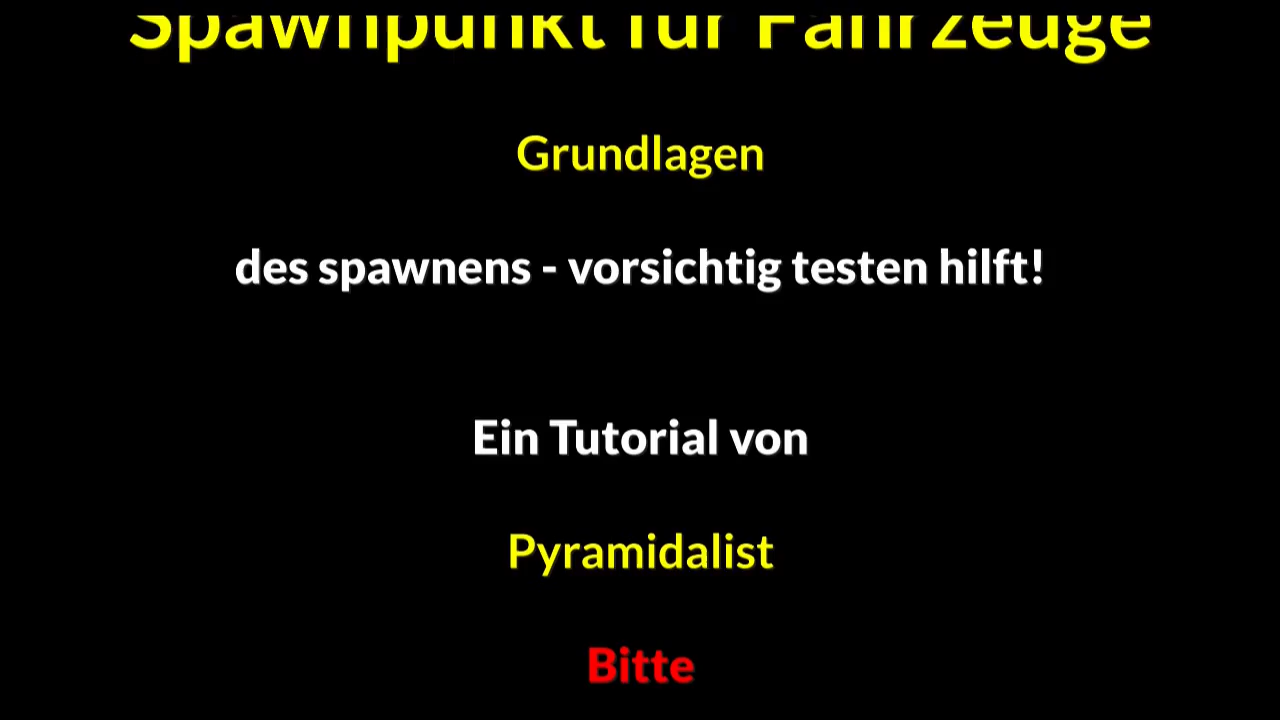 Spawnpunkt für Fahrzeuge
Grundlagen
des spawnens - vorsichtig testen hilft!
Ein Tutorial von
Pyramidalist
Bitte